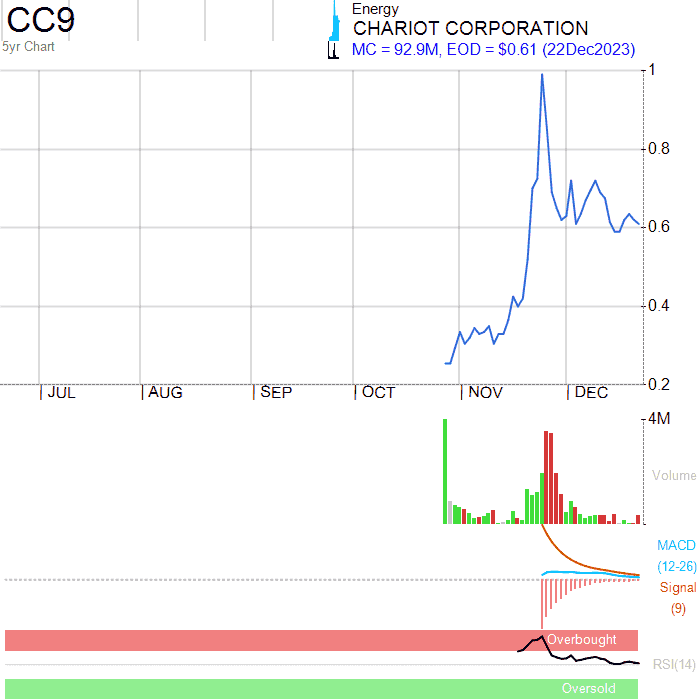 CC9
5yr Chart
Energy
CHARIOT CORPORATION
MC = 92.9M, EOD = $0.61 (22Dec2023)
1
0.8
0.6
0.4
0.2
JUL AUG SEP OCT NOV DEC
4M
Volume
MACD
(12-26)
Signal
(9)
Overbought
RSI(14)
Oversold